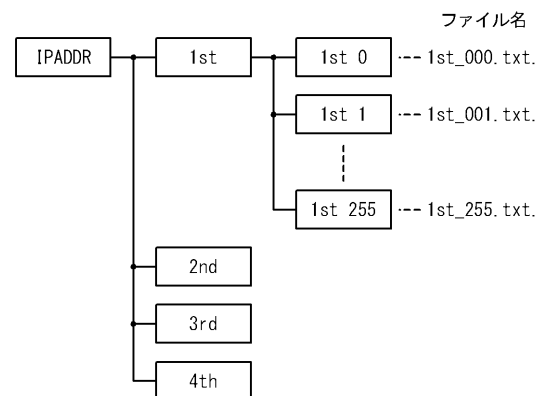 ファイル名
IPADDR 1st 1st 0 1st_000.txt.
1st 1 1st_001.txt.
1st 255 1st_255.txt.
2nd
3rd
4th